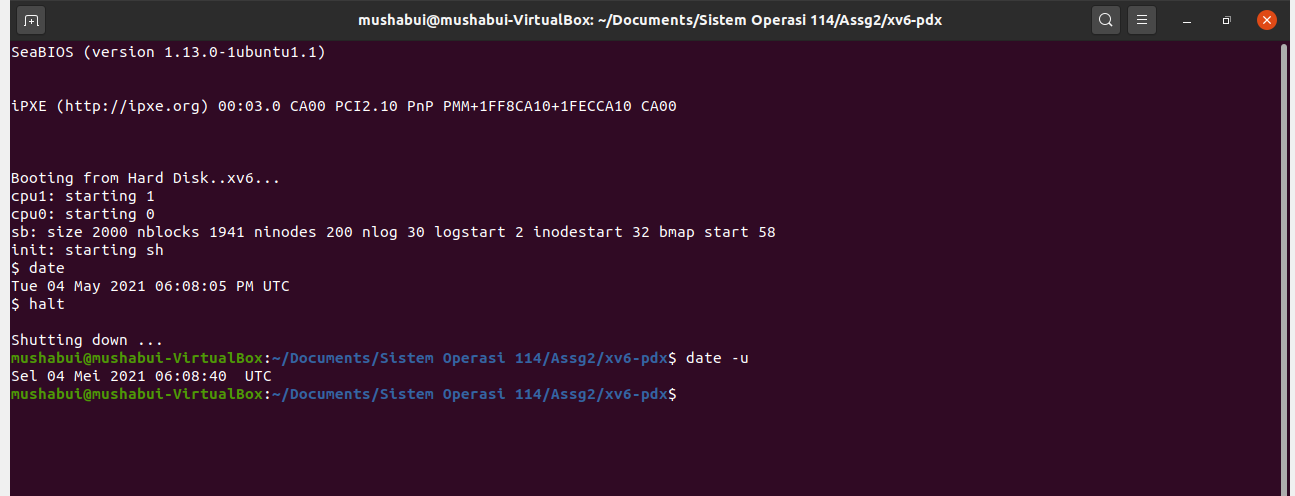 mushabui@mushabui-VirtualBox: ~/Documents/Sistem Operasi 114/Assg2/xv6-pdx
SeaBIOS (version 1.13.0-1ubuntu1.1)
iPXE (http://ipxe.org) 00:03.0 CA00 PCI2.10 PnP PMM+1FF8CA10+1FECCA10 CA00
Booting from Hard Disk..xv6...
cpu1: starting 1
cpu0: starting 0
sb: size 2000 nblocks 1941 ninodes 200 nlog 30 logstart 2 inodestart 32 bmap start 58
init: starting sh
$ date
Tue 04 May 2021 06:08:05 PM UTC
$ halt
Shutting down ...
mushabui@mushabui-VirtualBox:~/Documents/Sistem Operasi 114/Assg2/xv6-pdx$ date -u
Sel 04 Mei 2021 06:08:40  UTC
mushabui@mushabui-VirtualBox:~/Documents/Sistem Operasi 114/Assg2/xv6-pdx$